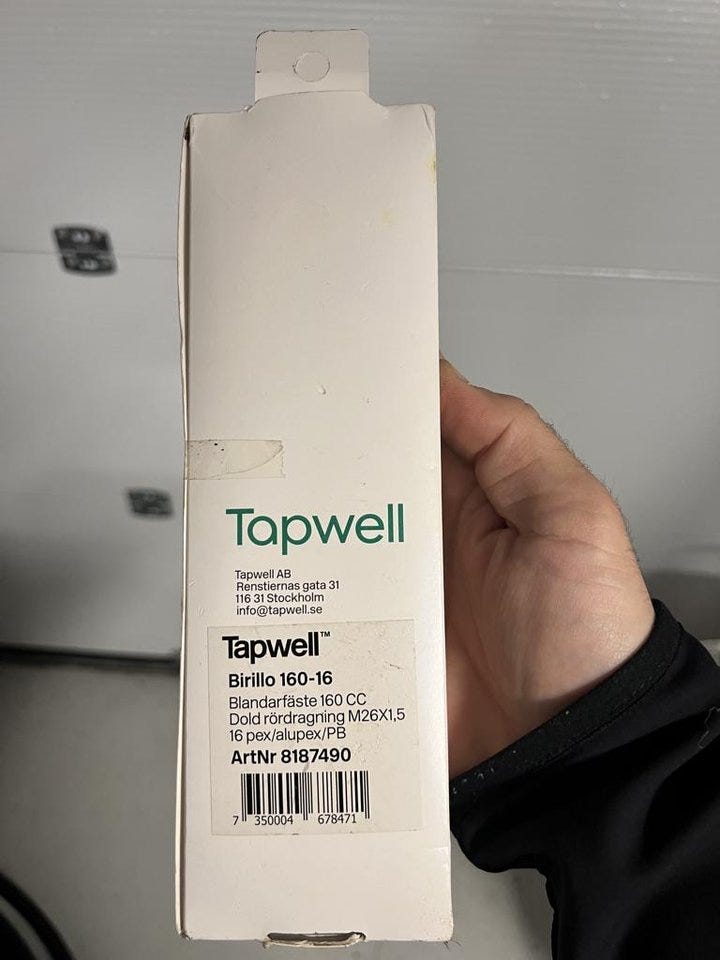 Tapwell
Tapwell AB
Renstiernas gata 31
116 31 Stockholm
info@tapwell.se
Tapwell™
Birillo 160-16
Blandarfäste 160 CC
Dold rördragning M26X1,5
16 pex/alupex/PB
ArtNr 8187490
7 350004 678471